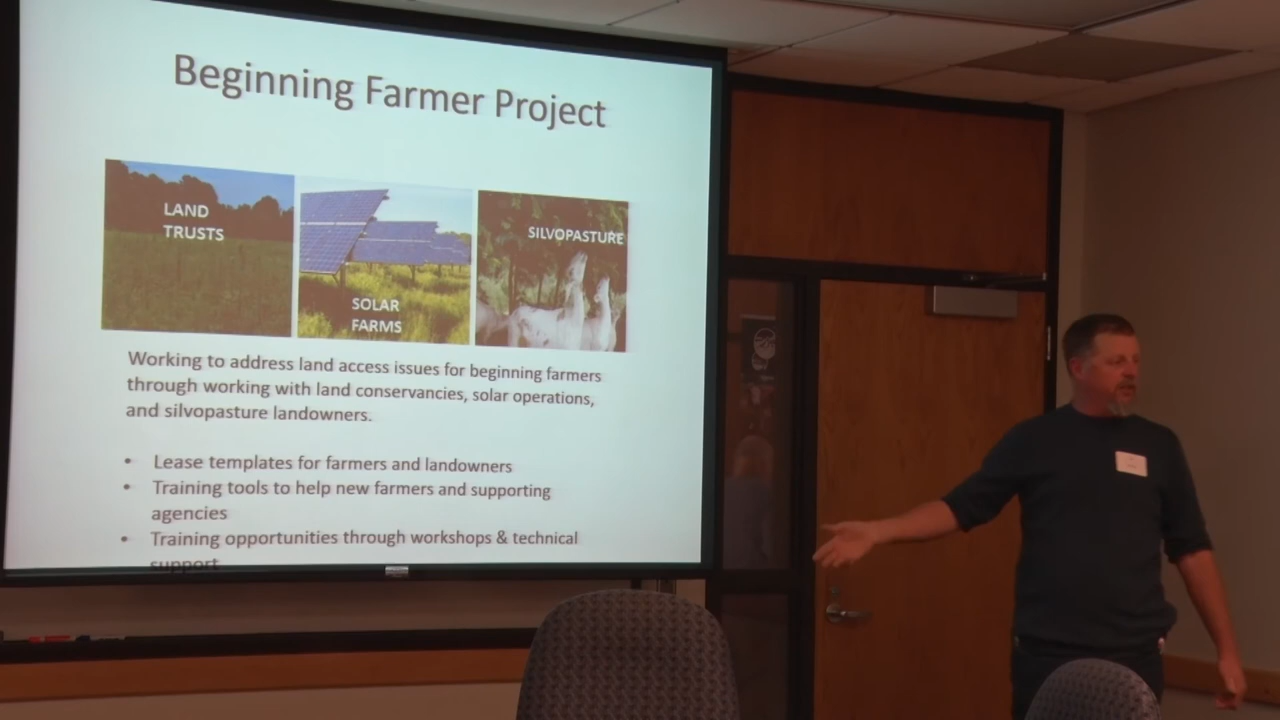 Beginning Farmer Project
LAND
TRUSTS
SOLAR
FARMS
SILVOPASTURE
Working to address land access issues for beginning farmers
through working with land conservancies, solar operations,
and silvopasture landowners.
• Lease templates for farmers and landowners
• Training tools to help new farmers and supporting
agencies
• Training opportunities through workshops & technical
support